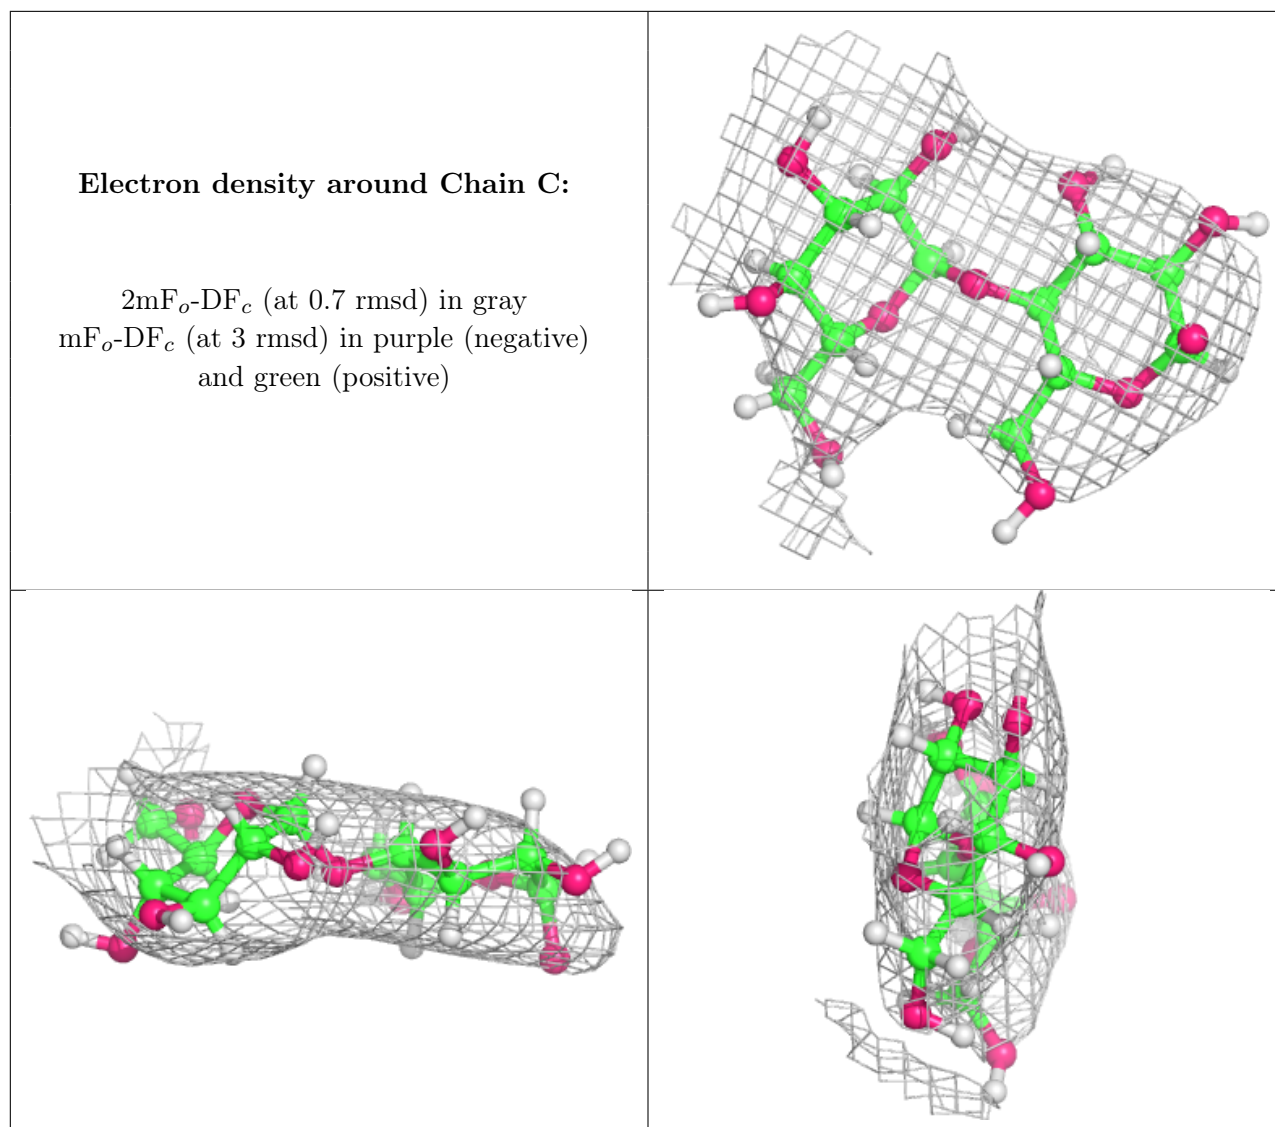 Electron density around Chain C:
2mFo-DFc (at 0.7 rmsd) in gray
mFo-DFc (at 3 rmsd) in purple (negative)
and green (positive)